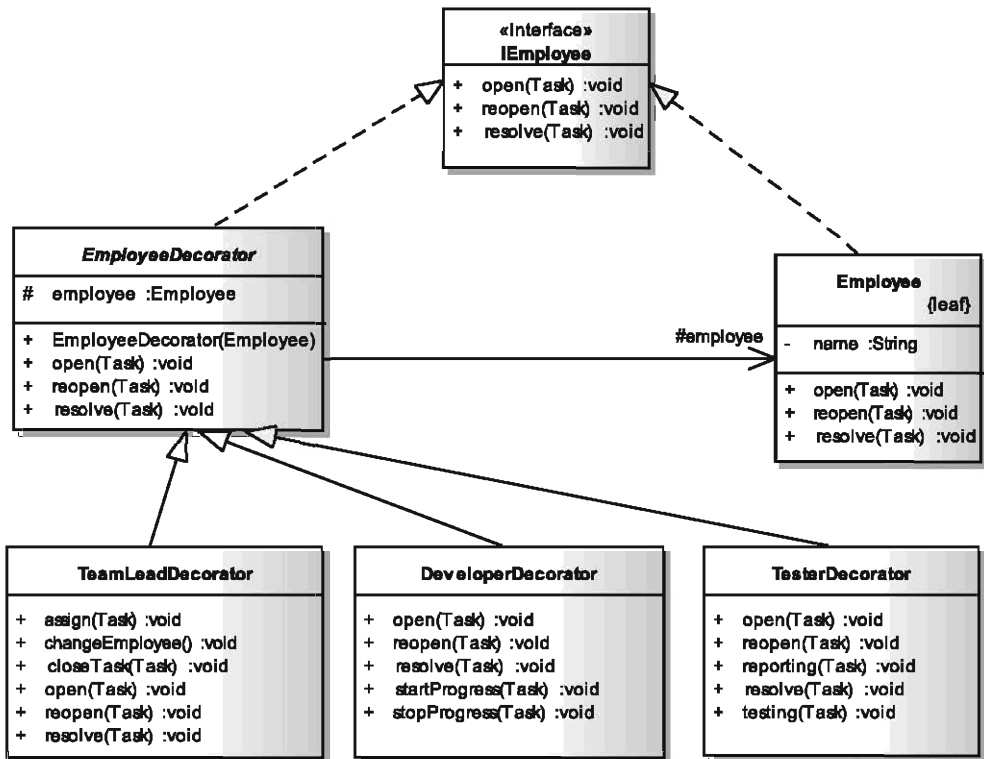 «Interface»
IEmployee
+ open(Task) :void
+ reopen(Task) :void
+ resolve(Task) :void
EmployeeDecorator
# employee :Employee
+ EmployeeDecorator(Employee)
+ open(Task) :void
+ reopen(Task) :void
+ resolve(Task) :void
#employee
Employee
{leaf}
- name :String
+ open(Task) :void
+ reopen(Task) :void
+ resolve(Task) :void
TeamLeadDecorator
+ assign(Task) :void
+ changeEmployee() :void
+ closeTask(Task) :void
+ open(Task) :void
+ reopen(Task) :void
+ resolve(Task) :void
DeveloperDecorator
+ open(Task) :void
+ reopen(Task) :void
+ resolve(Task) :void
+ startProgress(Task) :void
+ stopProgress(Task) :void
TesterDecorator
+ open(Task) :void
+ reopen(Task) :void
+ reporting(Task) :void
+ resolve(Task) :void
+ testing(Task) :void